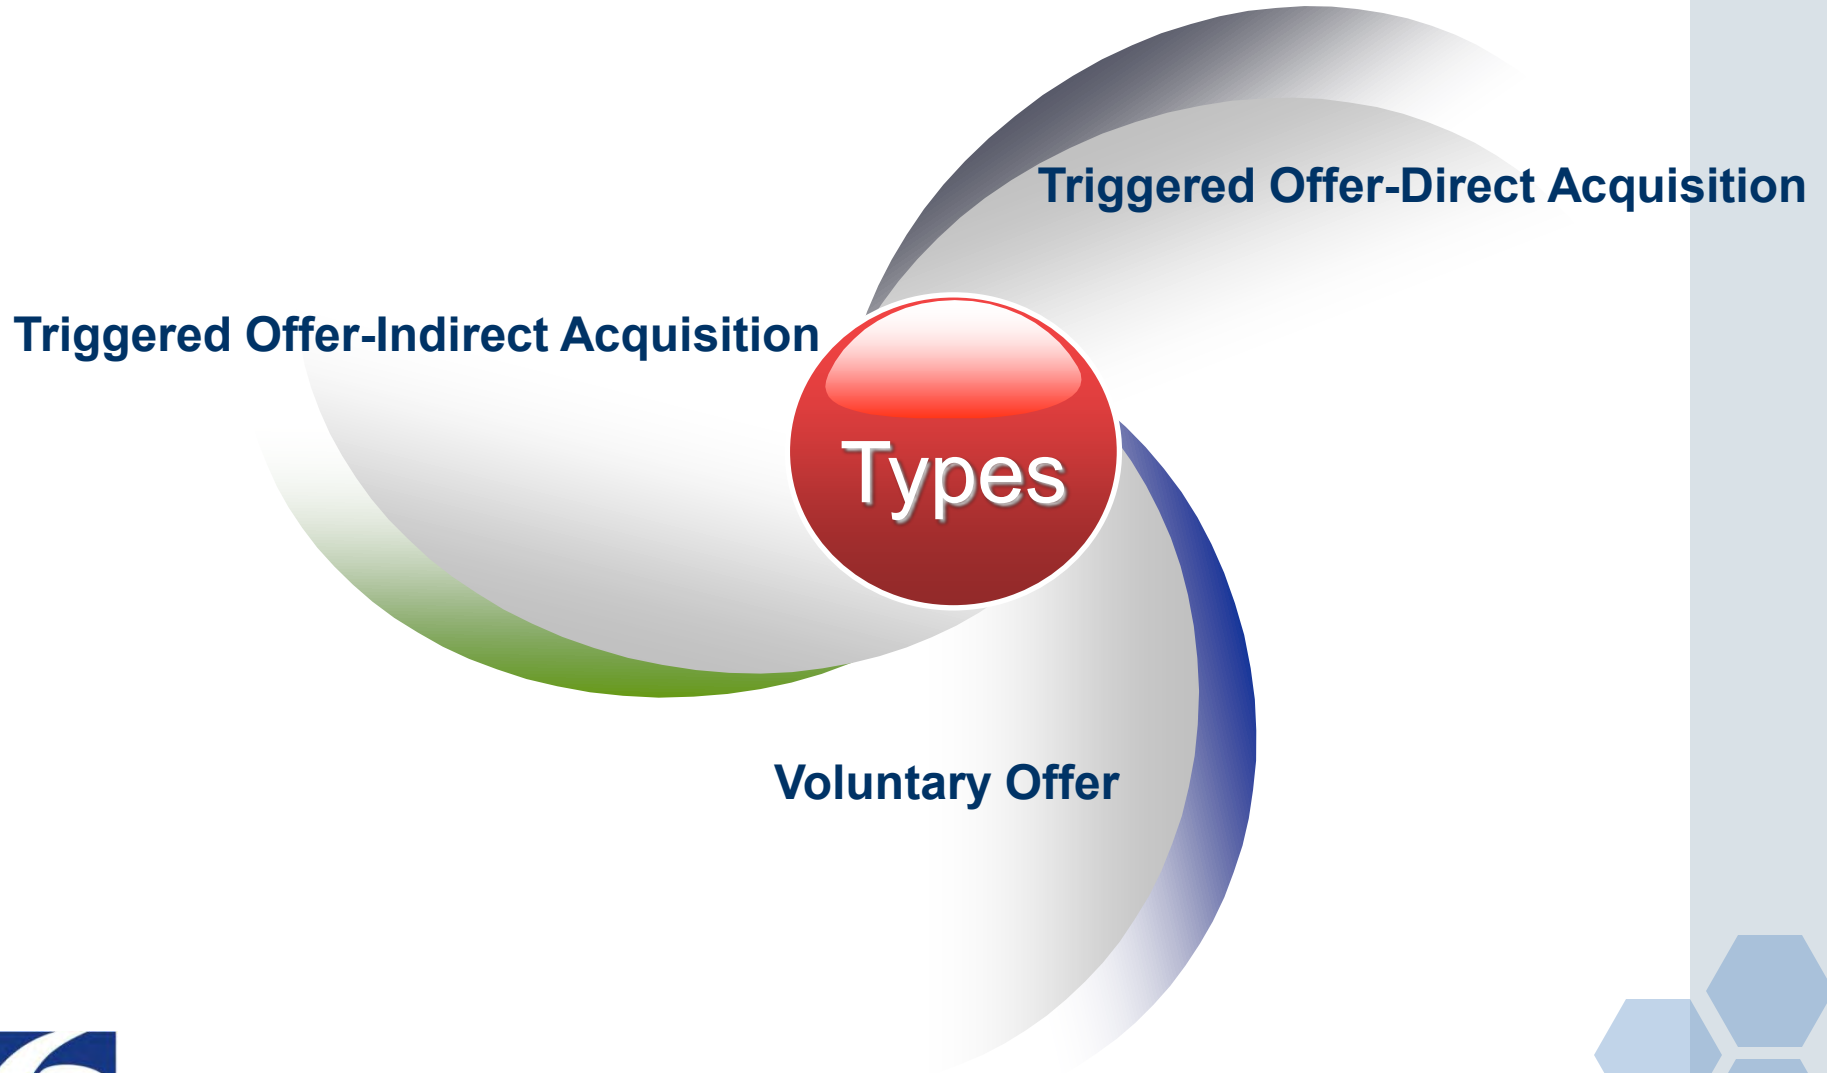 Triggered Offer-Direct Acquisition
Triggered Offer-Indirect Acquisition
Types
Voluntary Offer